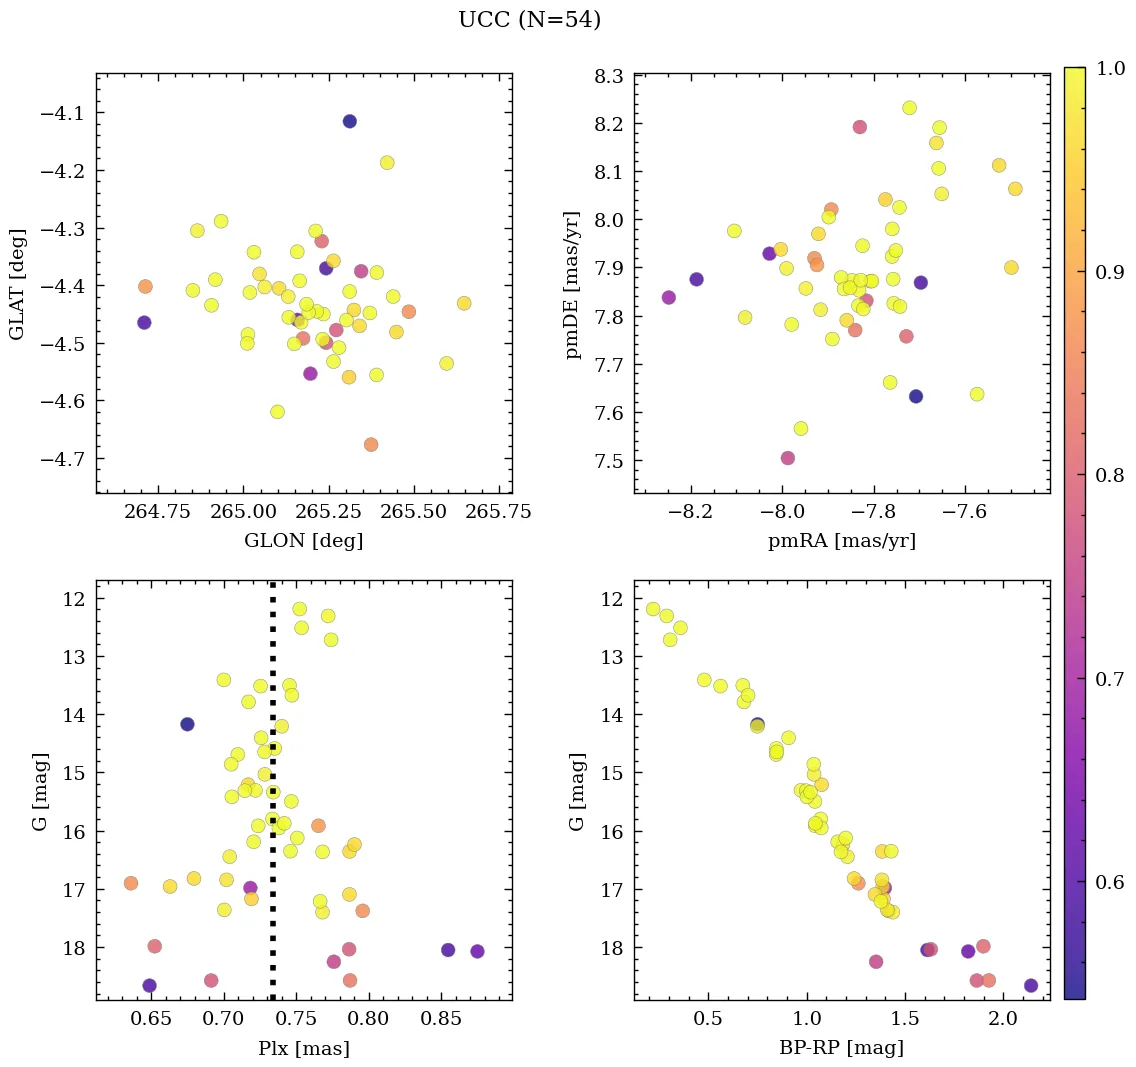 UCC (N=54)
−4.1
−4.2
−4.3
−4.4
−4.5
−4.6
−4.7
GLAT [deg]
264.75 265.00 265.25 265.50 265.75
GLON [deg]
8.3
8.2
8.1
8.0
7.9
7.8
7.7
7.6
7.5
pmDE [mas/yr]
−8.2 −8.0 −7.8 −7.6
pmRA [mas/yr]
12
13
14
15
16
17
18
G [mag]
0.65 0.70 0.75 0.80 0.85
Plx [mas]
12
13
14
15
16
17
18
G [mag]
0.5 1.0 1.5 2.0
BP-RP [mag]
1.0
0.9
0.8
0.7
0.6